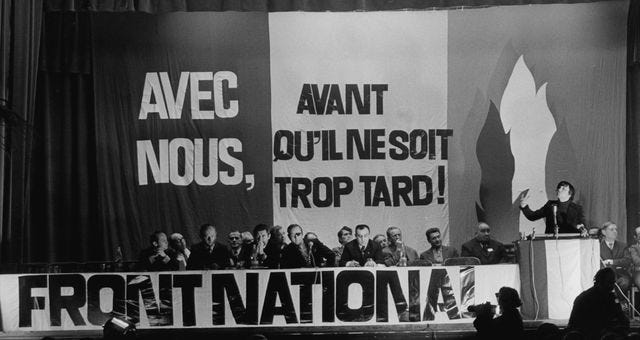 AVEC
NOUS,
AVANT
QU'IL NE SOIT
TROP TARD!
FRONT NATIONAL